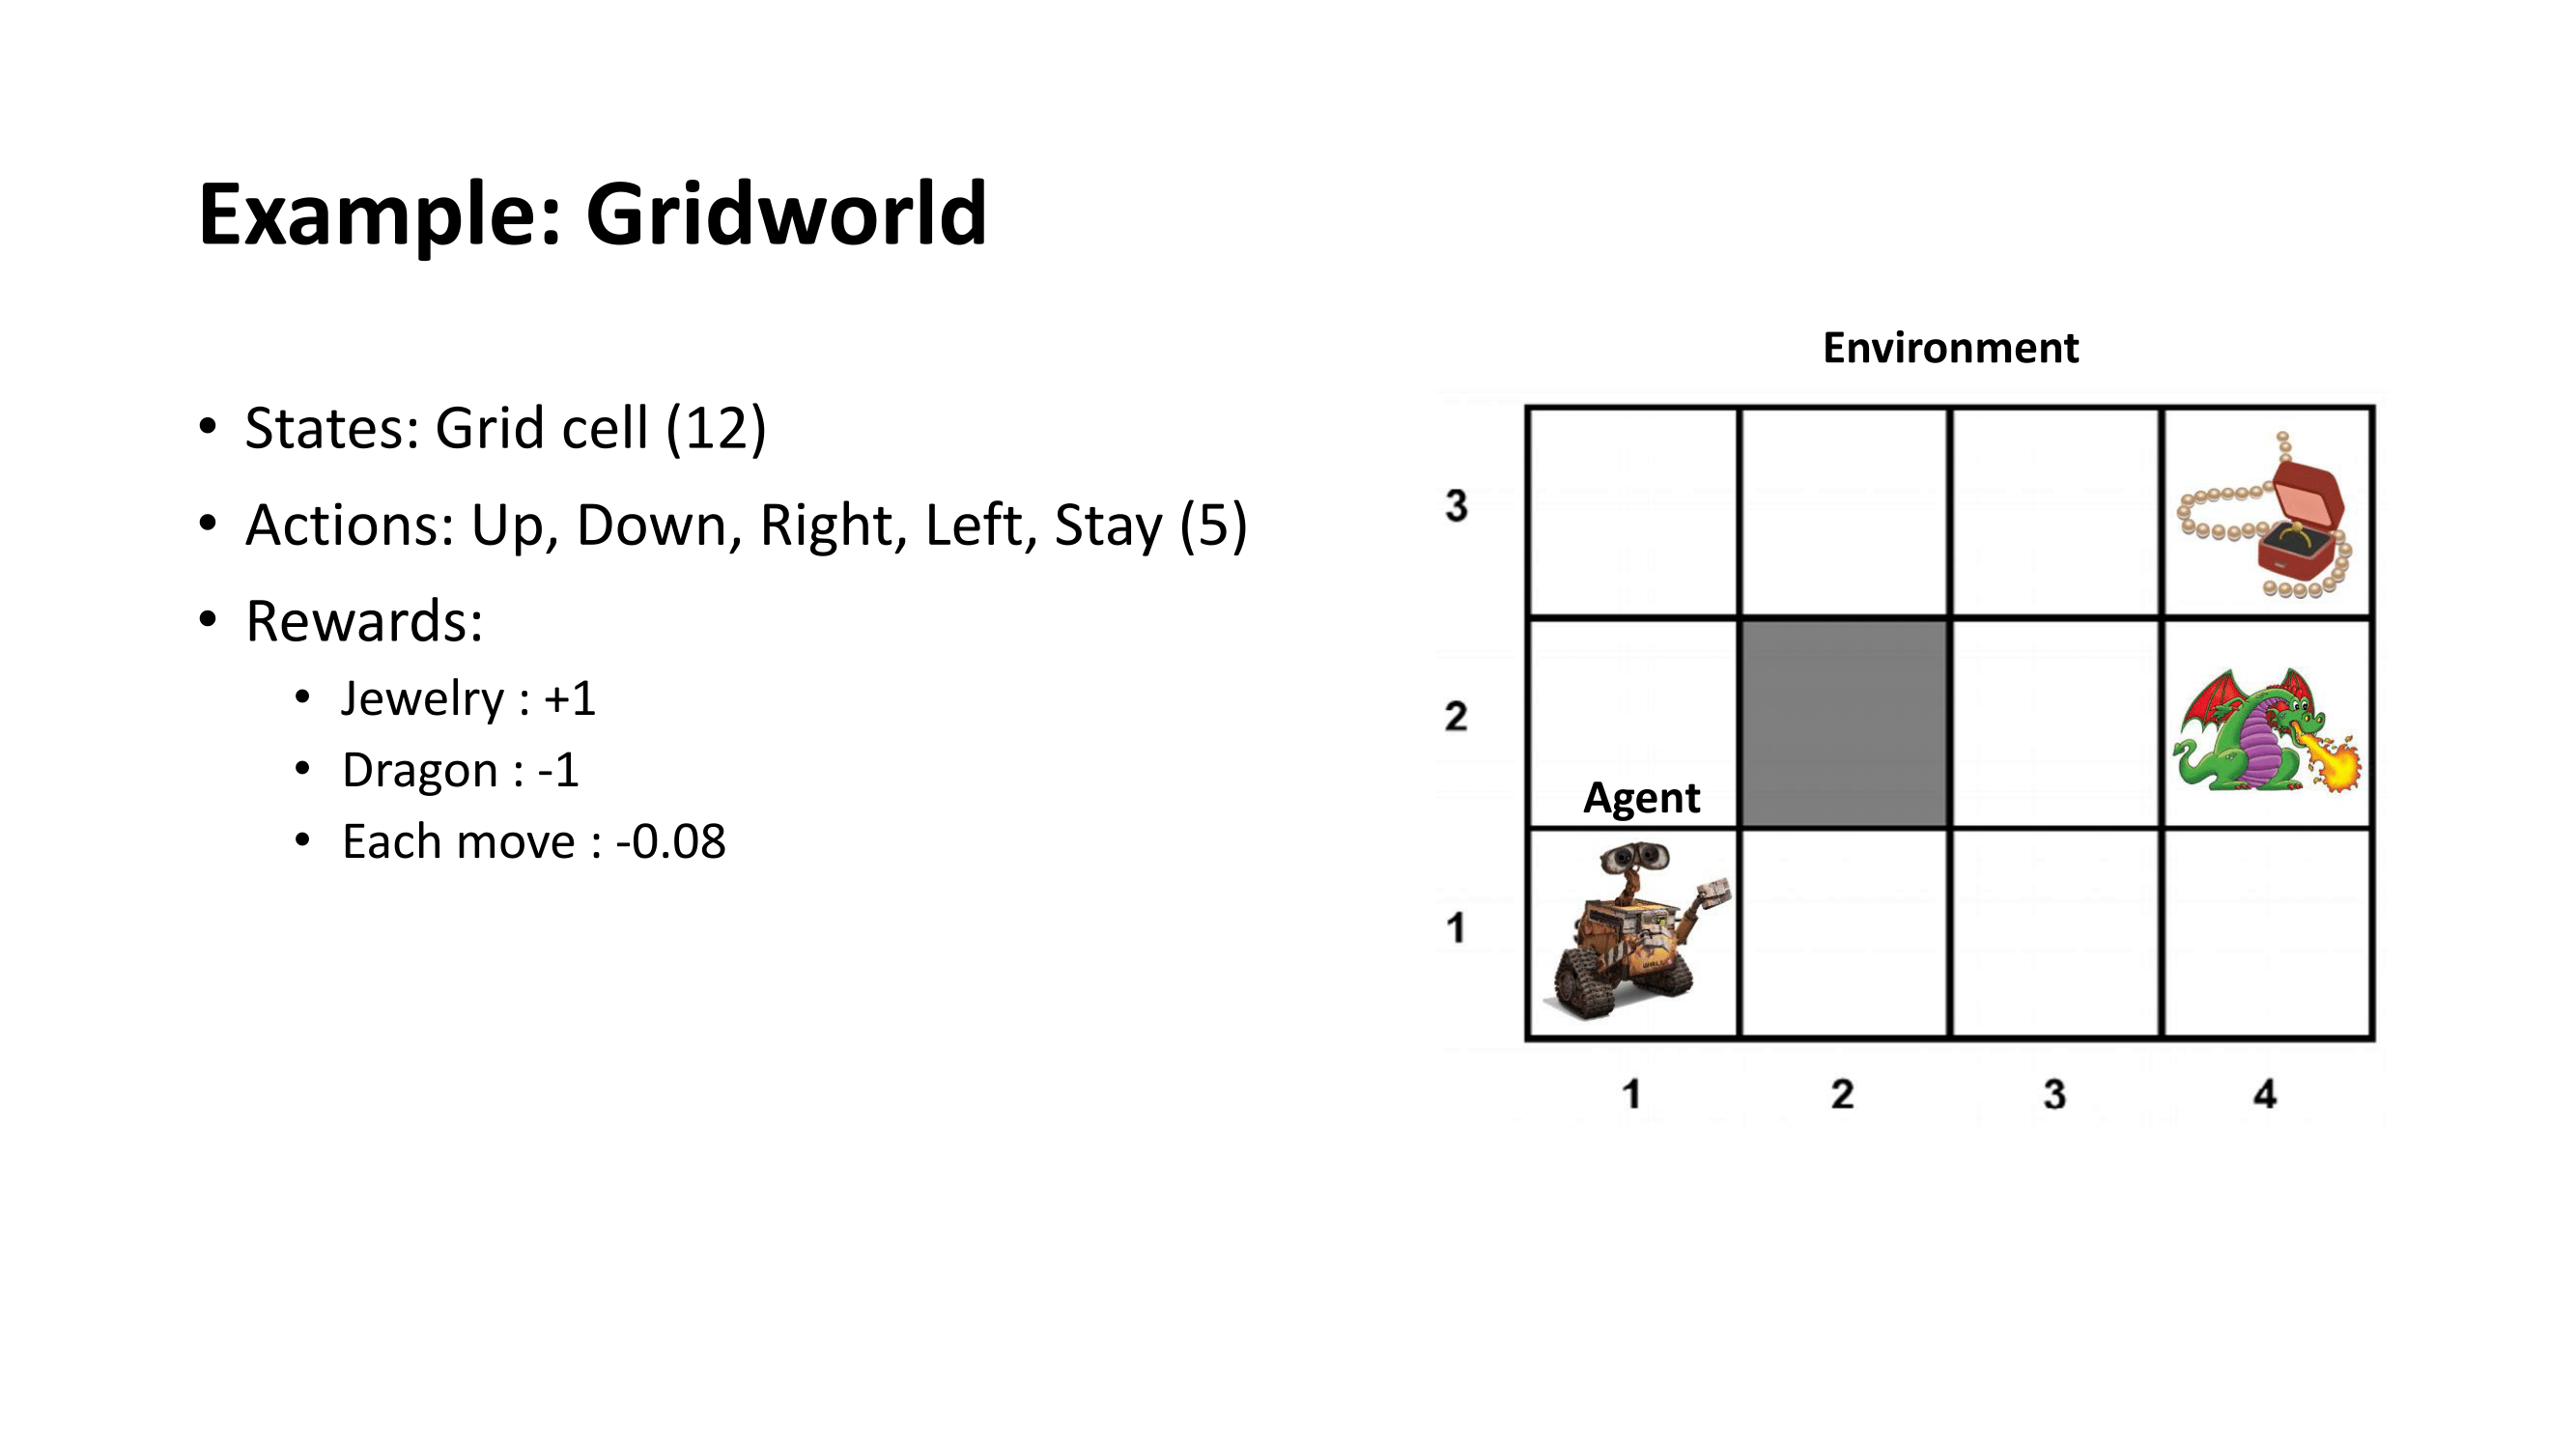 Example: Gridworld
• States: Grid cell (12)
• Actions: Up, Down, Right, Left, Stay (5)
• Rewards:
• Jewelry : +1
• Dragon : -1
• Each move : -0.08
Environment
3
2
Agent
1
1 2 3 4